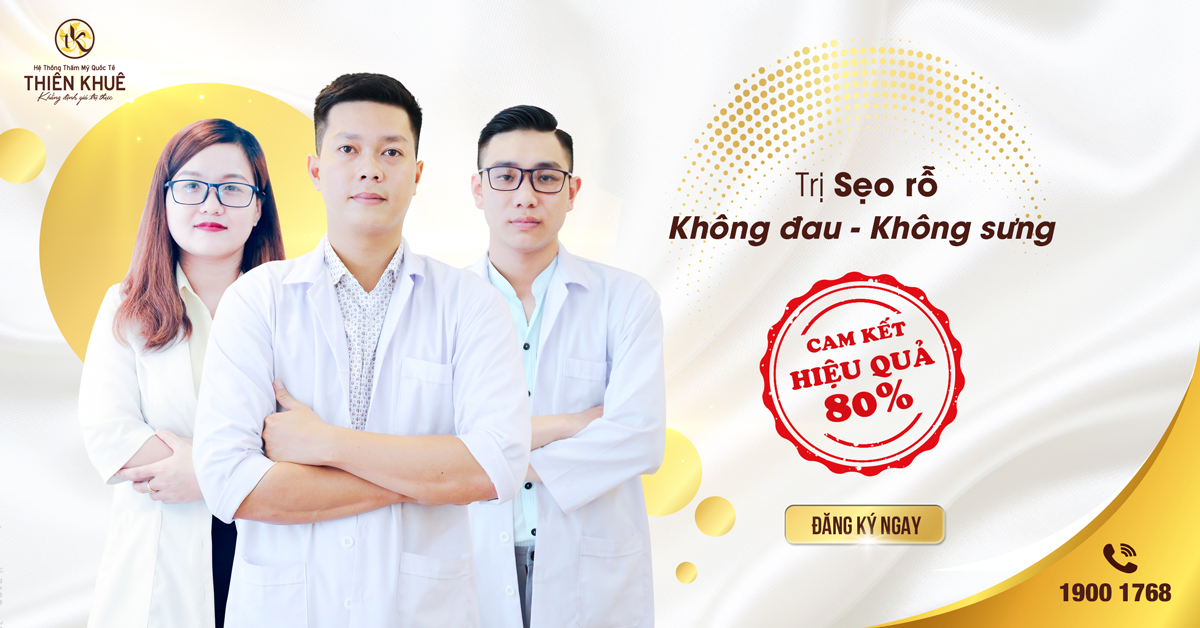 tk
Hệ Thống Thẩm Mỹ Quốc Tế
THIÊN KHUÊ
Khẳng định giá trị thực
Trị Sẹo rỗ
Không đau - Không sưng
CAM KẾT
HIỆU QUẢ
80%
ĐĂNG KÝ NGAY
1900 1768